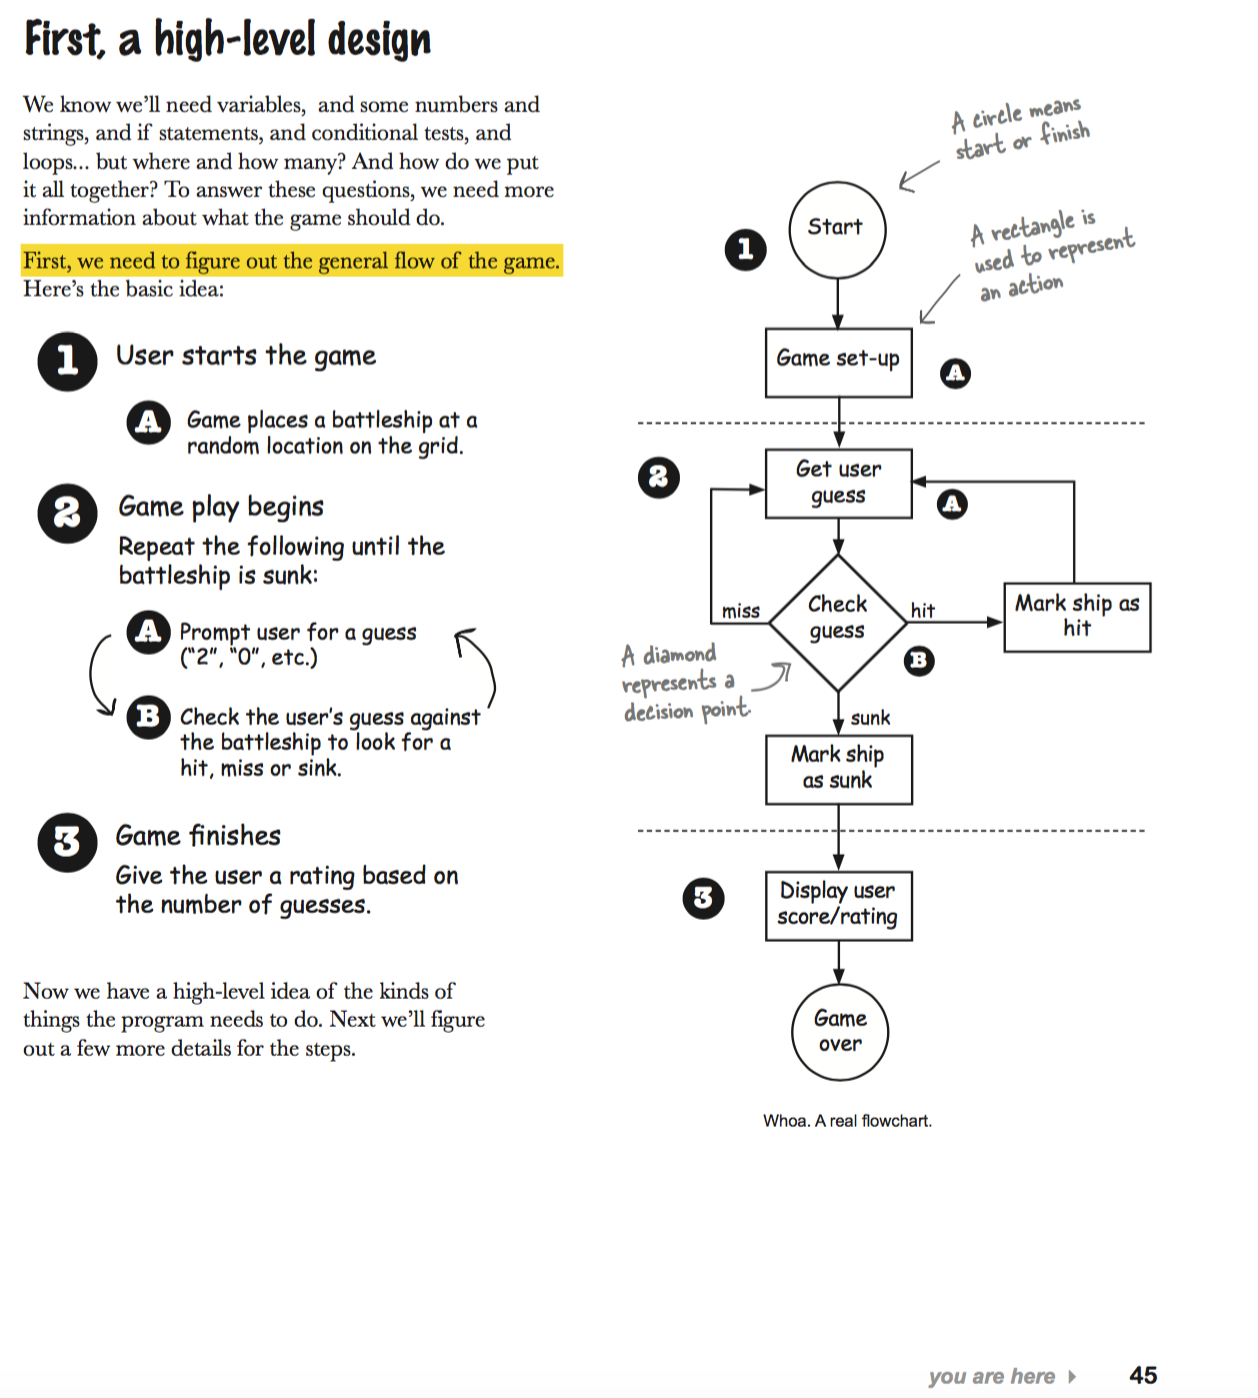 First, a high-level design
We know we’ll need variables,  and some numbers and
strings, and if statements, and conditional tests, and
loops... but where and how many? And how do we put
it all together? To answer these questions, we need more
information about what the game should do.
First, we need to figure out the general flow of the game.
Here’s the basic idea:
1 User starts the game
A Game places a battleship at a
random location on the grid.
2 Game play begins
Repeat the following until the
battleship is sunk:
A Prompt user for a guess
("2", "0", etc.)
B Check the user's guess against
the battleship to look for a
hit, miss or sink.
3 Game finishes
Give the user a rating based on
the number of guesses.
Now we have a high-level idea of the kinds of
things the program needs to do. Next we’ll figure
out a few more details for the steps.
A circle means
start or finish
1
Start
A rectangle is
used to represent
an action
Game set-up
A
2
Get user
guess
A
miss
Check
guess
hit
Mark ship as
hit
B
A diamond
represents a
decision point.
sunk
Mark ship
as sunk
3
Display user
score/rating
Game
over
Whoa. A real flowchart.
you are here
45